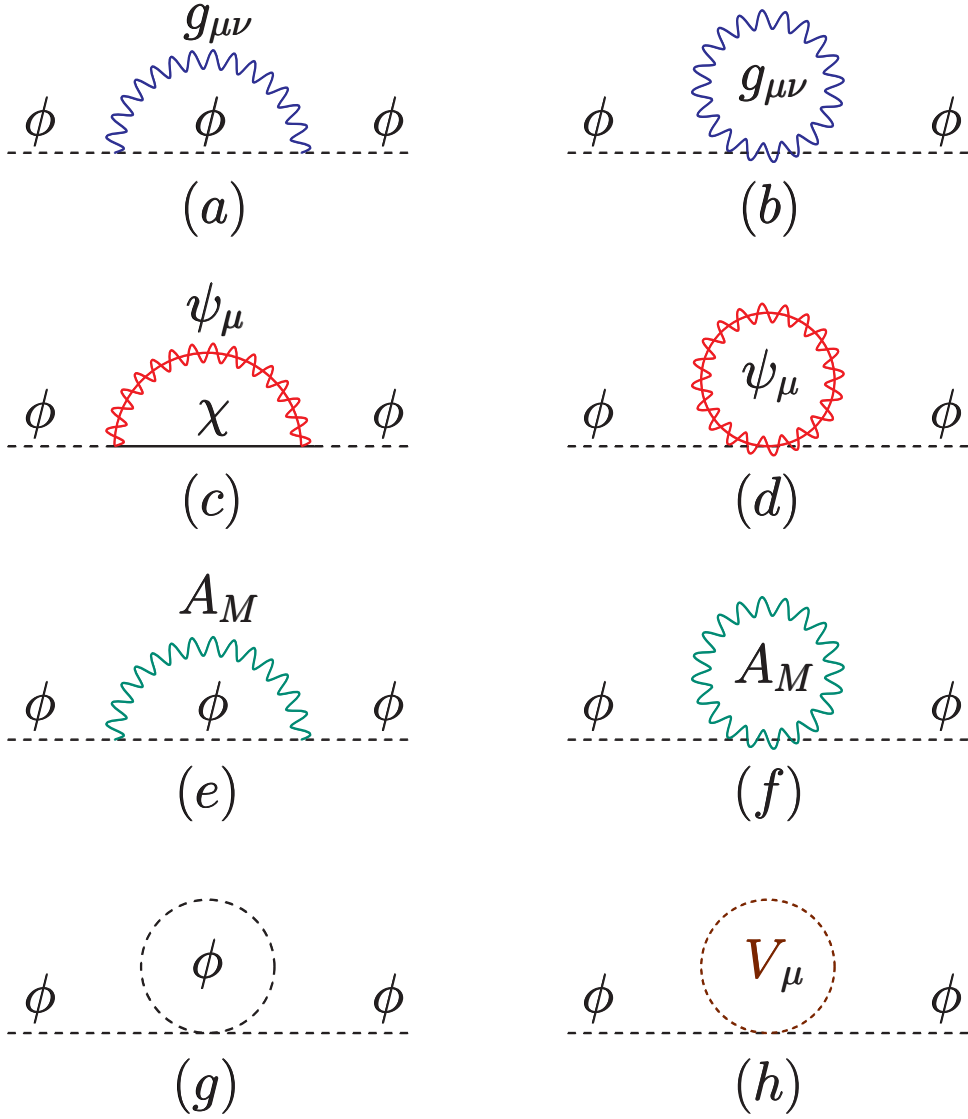 g_{μν}
ϕ ϕ ϕ
(a)
ϕ g_{μν} ϕ
(b)
ψ_μ
ϕ χ ϕ
(c)
ϕ ψ_μ ϕ
(d)
A_M
ϕ ϕ ϕ
(e)
ϕ A_M ϕ
(f)
ϕ ϕ ϕ
(g)
ϕ V_μ ϕ
(h)